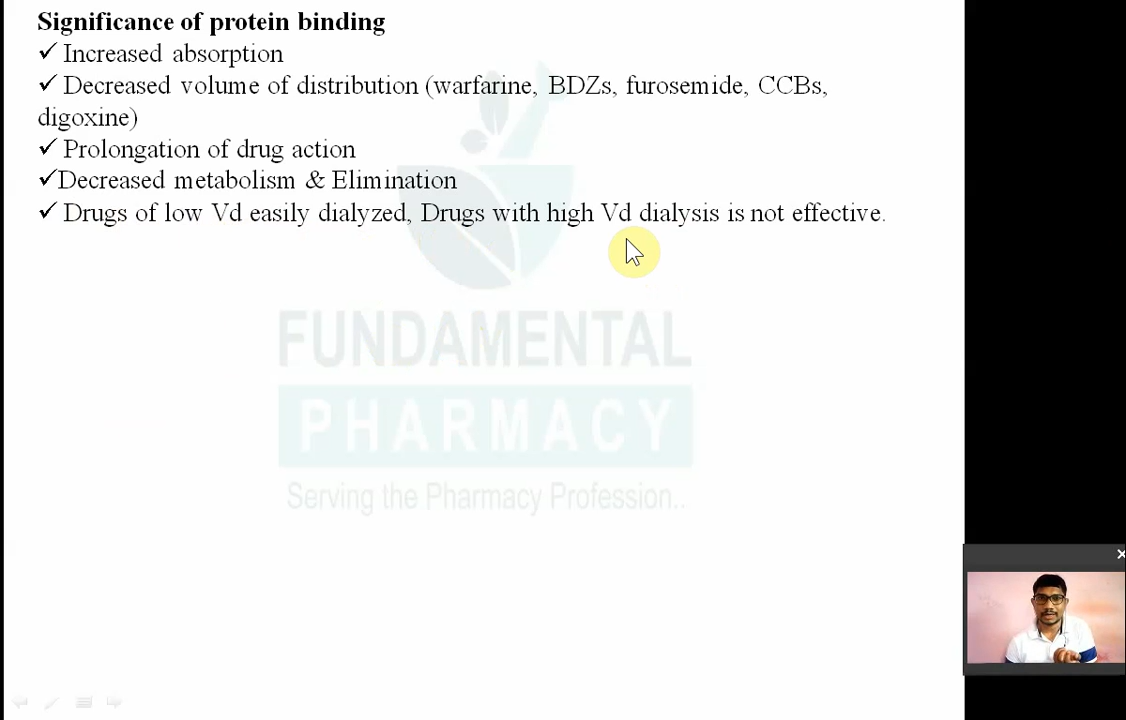 Significance of protein binding
✓ Increased absorption
✓ Decreased volume of distribution (warfarine, BDZs, furosemide, CCBs,
digoxine)
✓ Prolongation of drug action
✓Decreased metabolism & Elimination
✓ Drugs of low Vd easily dialyzed, Drugs with high Vd dialysis is not effective.
FUNDAMENTAL
PHARMACY
Serving the Pharmacy Profession..